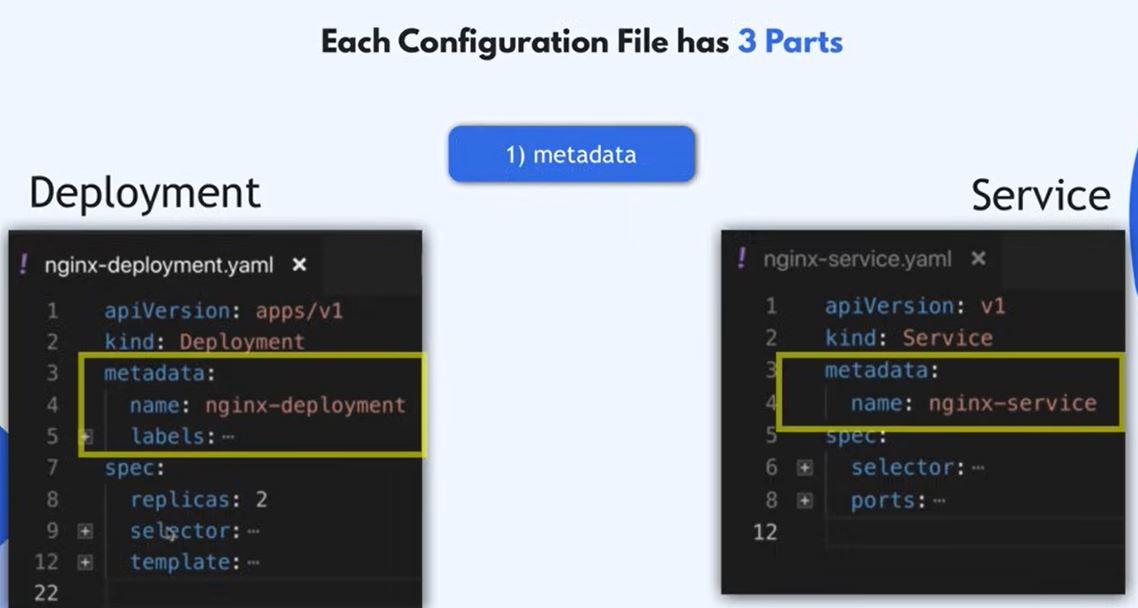 Each Configuration File has 3 Parts
1) metadata
Deployment
! nginx-deployment.yaml ×
1 apiVersion: apps/v1
2 kind: Deployment
3 metadata:
4 name: nginx-deployment
5 + labels: ⋯
7 spec:
8 replicas: 2
9 + selector: ⋯
12 + template: ⋯
22
Service
! nginx-service.yaml ×
1 apiVersion: v1
2 kind: Service
3 metadata:
4 name: nginx-service
5 spec:
6 + selector: ⋯
8 + ports: ⋯
12